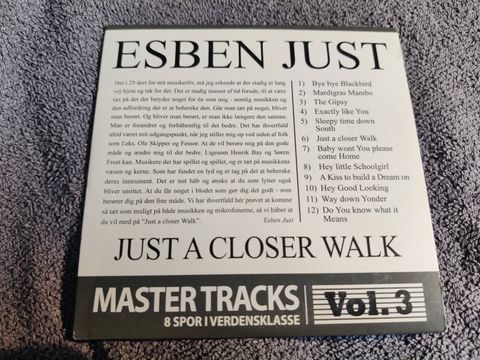 ESBEN JUST
Her i 25-året for mit musikerliv, må jeg erkende at der stadig er lang
vej hjem og tak for det. Der er stadig masser af tid forude, til at være
tæt på det der betyder noget for én som mig - nemlig musikken og
den udfordring det er at beherske den. Går man tæt på noget, bliver
man berørt. Og bliver man berørt, er man ikke længere den samme.
Man er forandret og forhåbentlig til det bedre. Det har ihvertfald
altid været mit udgangspunkt, når jeg stiller mig op ved siden af folk
som f.eks. Ole Skipper og Fessor. At de vil berøre mig på den gode
måde og ændre mig til det bedre. Ligesom Henrik Bay og Søren
Frost kan. Musikere der har spillet og spillet, og er tæt på musikkens
væsen og kerne. Som har fundet en lyd og et tag på det at beherske
deres instrument. Det er mit håb og ønske at du som lytter også
bliver smittet. At du får noget i blodet som gør dig det godt - som
berører dig på den fine måde. Vi har ihvertfald hér prøvet at komme
så tæt som muligt på både musikken og mikrofonerne, så vi håber at
du vil med på "Just a closer Walk".
Esben Just
1) Bye bye Blackbird
2) Mardigras Mambo
3) The Gipsy
4) Exactly like You
5) Sleepy time down
South
6) Just a closer Walk
7) Baby wont You please
come Home
8) Hey little Schoolgirl
9) A Kiss to build a Dream on
10) Hey Good Looking
11) Way down Yonder
12) Do You know what it
Means
JUST A CLOSER WALK
MASTER TRACKS
8 SPOR I VERDENSKLASSE
Vol. 3